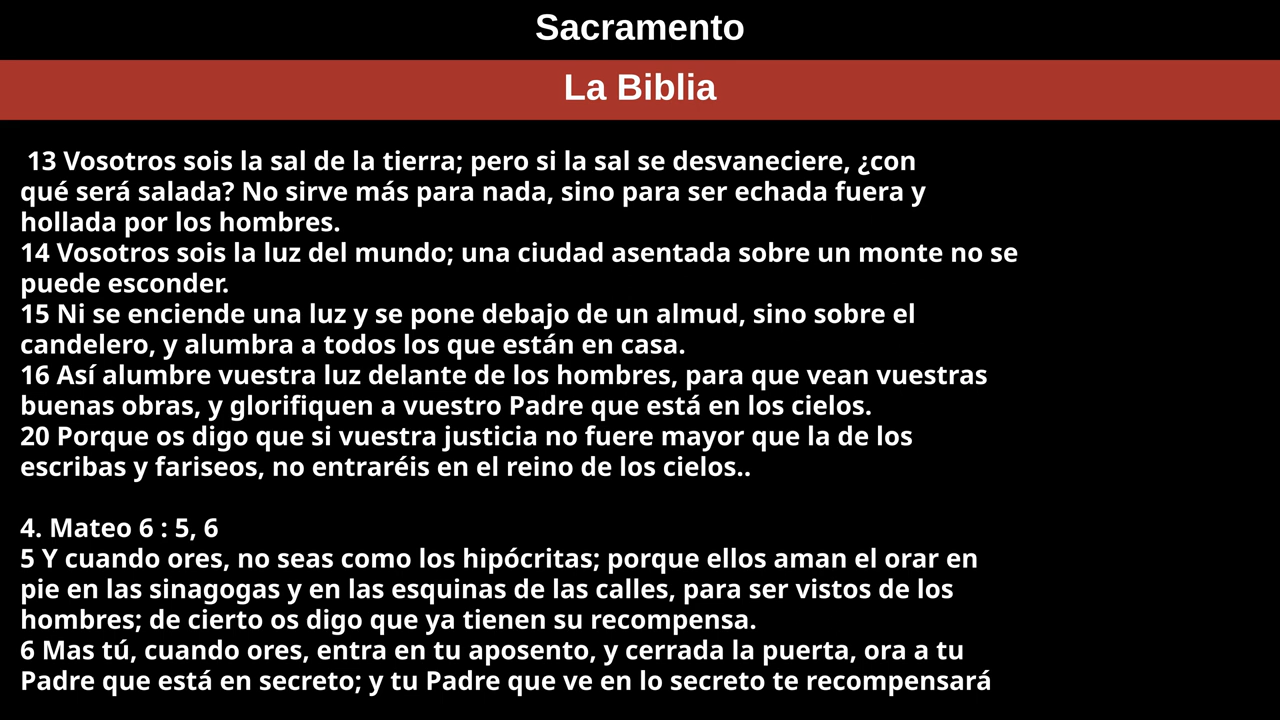 Sacramento
La Biblia
13 Vosotros sois la sal de la tierra; pero si la sal se desvaneciere, ¿con
qué será salada? No sirve más para nada, sino para ser echada fuera y
hollada por los hombres.
14 Vosotros sois la luz del mundo; una ciudad asentada sobre un monte no se
puede esconder.
15 Ni se enciende una luz y se pone debajo de un almud, sino sobre el
candelero, y alumbra a todos los que están en casa.
16 Así alumbre vuestra luz delante de los hombres, para que vean vuestras
buenas obras, y glorifiquen a vuestro Padre que está en los cielos.
20 Porque os digo que si vuestra justicia no fuere mayor que la de los
escribas y fariseos, no entraréis en el reino de los cielos..
4. Mateo 6 : 5, 6
5 Y cuando ores, no seas como los hipócritas; porque ellos aman el orar en
pie en las sinagogas y en las esquinas de las calles, para ser vistos de los
hombres; de cierto os digo que ya tienen su recompensa.
6 Mas tú, cuando ores, entra en tu aposento, y cerrada la puerta, ora a tu
Padre que está en secreto; y tu Padre que ve en lo secreto te recompensará